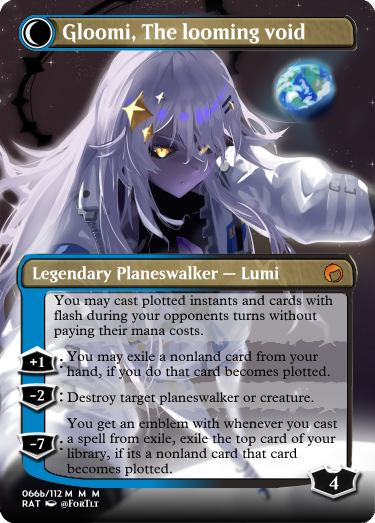 Gloomi, The looming void
Legendary Planeswalker — Lumi
You may cast plotted instants and cards with
flash during your opponents turns without
paying their mana costs.
+1: You may exile a nonland card from your
hand, if you do that card becomes plotted.
-2: Destroy target planeswalker or creature.
You get an emblem with whenever you cast
-7: a spell from exile, exile the top card of your
library, if its a nonland card that card
becomes plotted.
4
066b/112 M M M
RAT @FoRTLT